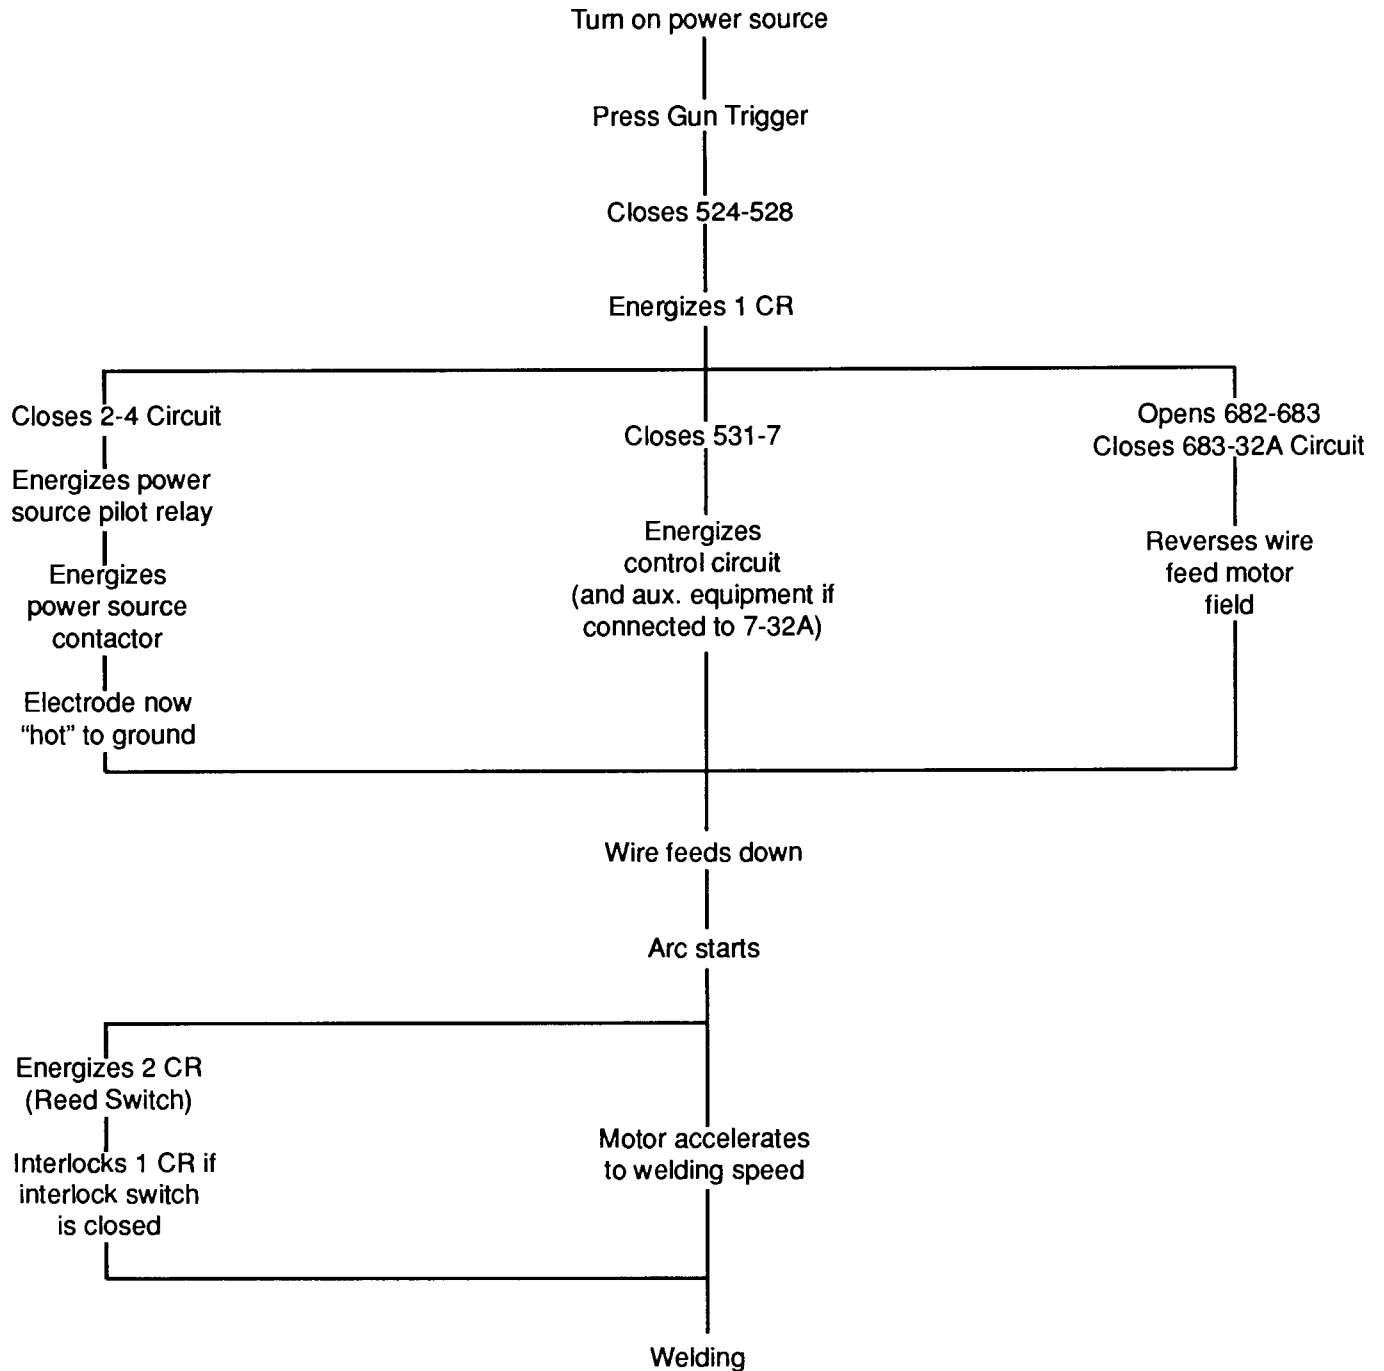 Turn on power source
Press Gun Trigger
Closes 524-528
Energizes 1 CR
Closes 2-4 Circuit
Energizes power
source pilot relay
Energizes
power source
contactor
Electrode now
“hot” to ground
Closes 531-7
Energizes
control circuit
(and aux. equipment if
connected to 7-32A)
Opens 682-683
Closes 683-32A Circuit
Reverses wire
feed motor
field
Wire feeds down
Arc starts
Energizes 2 CR
(Reed Switch)
Interlocks 1 CR if
interlock switch
is closed
Motor accelerates
to welding speed
Welding